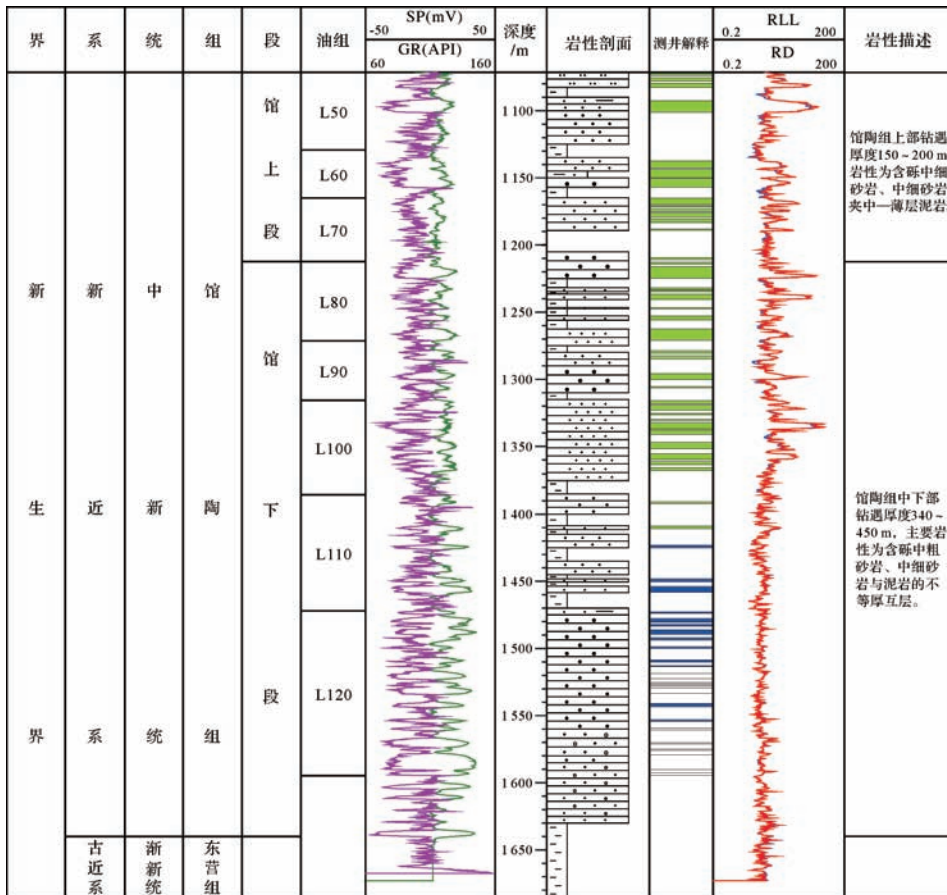 界 系 统 组 段 油组 SP(mV) 深度/m 岩性剖面 测井解释 RLL 岩性描述
-50 50
GR(API)
60 160
0.2 200
RD
0.2 200
新生界
新近系
中新统
馆陶组
馆上段
馆下段
古近系
渐新统
东营组
L50
L60
L70
L80
L90
L100
L110
L120
1 100
1 150
1 200
1 250
1 300
1 350
1 400
1 450
1 500
1 550
1 600
1 650
馆陶组上部钻遇
厚度150~200 m
岩性为含砾中细
砂岩、中细砂岩
夹中—薄层泥岩
馆陶组中下部
钻遇厚度340~
450 m，主要岩
性为含砾中粗
砂岩、中细砂
岩与泥岩的不
等厚互层。